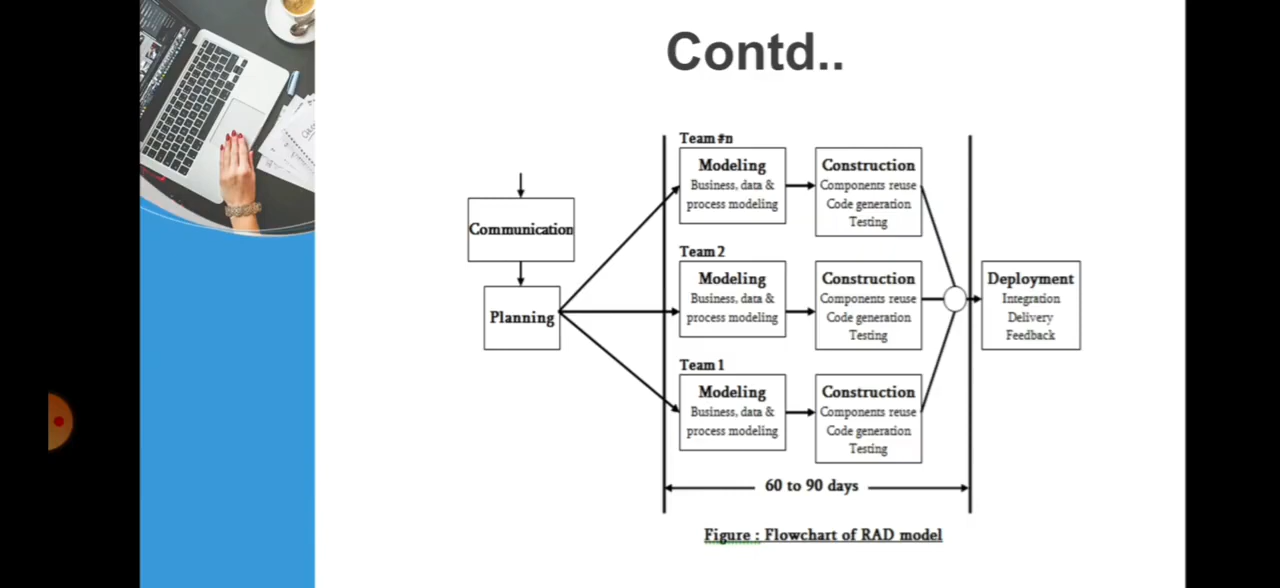 Contd..
Communication
Planning
Team #n
Modeling
Business, data &
process modeling
Construction
Components reuse
Code generation
Testing
Team 2
Modeling
Business, data &
process modeling
Construction
Components reuse
Code generation
Testing
Team 1
Modeling
Business, data &
process modeling
Construction
Components reuse
Code generation
Testing
Deployment
Integration
Delivery
Feedback
60 to 90 days
Figure : Flowchart of RAD model